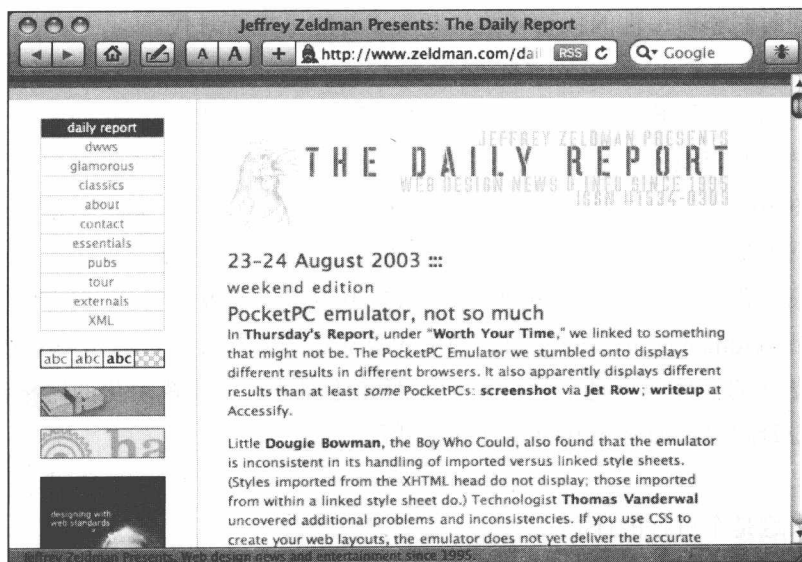 Jeffrey Zeldman Presents: The Daily Report
A A + http://www.zeldman.com/dai RSS Google
daily report
dwws
glamorous
classics
about
contact
essentials
pubs
tour
externals
XML
abc abc abc
ha
designing with
web standards
JEFFREY ZELDMAN PRESENTS
THE DAILY REPORT
WEB DESIGN NEWS & INFO SINCE 1995
ISSN #1534-0309
23–24 August 2003 :::
weekend edition
PocketPC emulator, not so much
In Thursday's Report, under "Worth Your Time," we linked to something
that might not be. The PocketPC Emulator we stumbled onto displays
different results in different browsers. It also apparently displays different
results than at least some PocketPCs: screenshot via Jet Row; writeup at
Accessify.
Little Dougie Bowman, the Boy Who Could, also found that the emulator
is inconsistent in its handling of imported versus linked style sheets.
(Styles imported from the XHTML head do not display; those imported
from within a linked style sheet do.) Technologist Thomas Vanderwal
uncovered additional problems and inconsistencies. If you use CSS to
create your web layouts, the emulator does not yet deliver the accurate
Jeffrey Zeldman Presents. Web design news and entertainment since 1995.